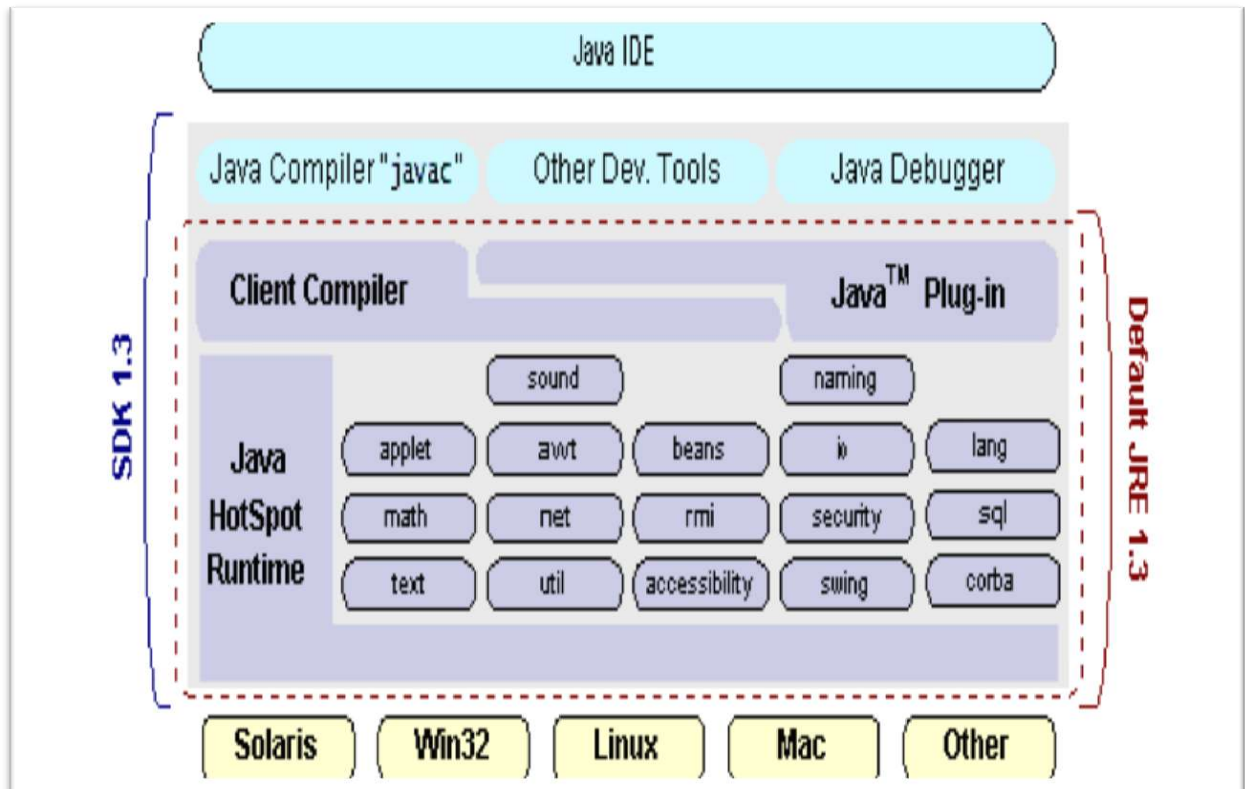 Java IDE
SDK 1.3
Java Compiler "javac"
Other Dev. Tools
Java Debugger
Default JRE 1.3
Client Compiler
Java™ Plug-in
Java
HotSpot
Runtime
sound
naming
applet
awt
beans
io
lang
math
net
rmi
security
sql
text
util
accessibility
swing
corba
Solaris
Win32
Linux
Mac
Other